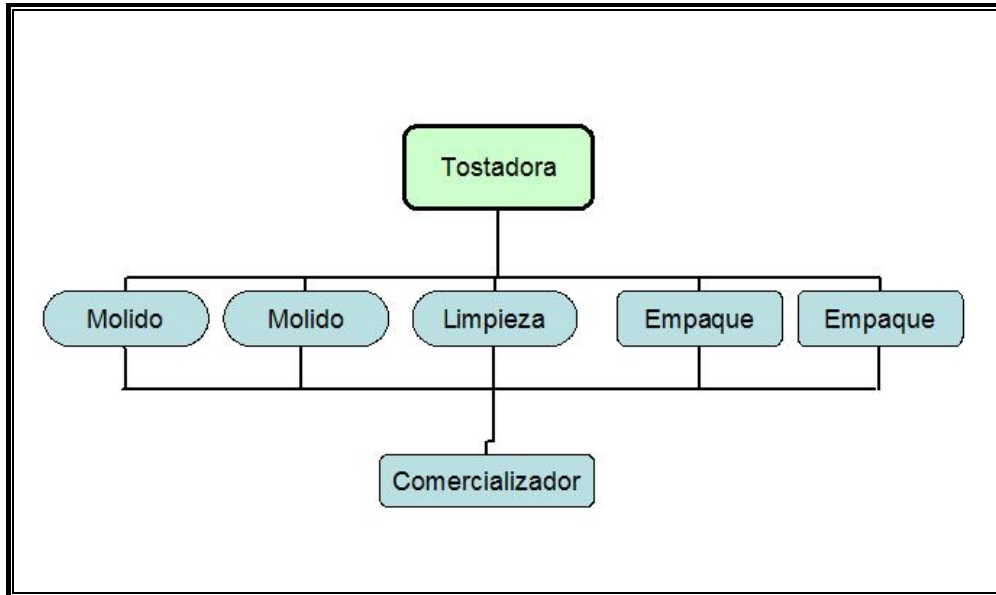 Tostadora
Molido
Molido
Limpieza
Empaque
Empaque
Comercializador